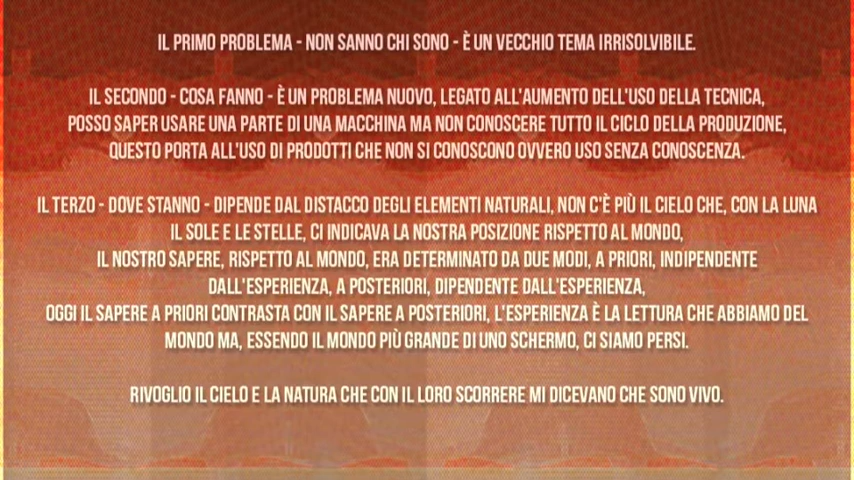 IL PRIMO PROBLEMA - NON SANNO CHI SONO - È UN VECCHIO TEMA IRRISOLVIBILE.
IL SECONDO - COSA FANNO - È UN PROBLEMA NUOVO, LEGATO ALL'AUMENTO DELL'USO DELLA TECNICA,
POSSO SAPER USARE UNA PARTE DI UNA MACCHINA MA NON CONOSCERE TUTTO IL CICLO DELLA PRODUZIONE,
QUESTO PORTA ALL'USO DI PRODOTTI CHE NON SI CONOSCONO OVVERO USO SENZA CONOSCENZA.
IL TERZO - DOVE STANNO - DIPENDE DAL DISTACCO DEGLI ELEMENTI NATURALI, NON C'È PIÙ IL CIELO CHE, CON LA LUNA
IL SOLE E LE STELLE, CI INDICAVA LA NOSTRA POSIZIONE RISPETTO AL MONDO,
IL NOSTRO SAPERE, RISPETTO AL MONDO, ERA DETERMINATO DA DUE MODI, A PRIORI, INDIPENDENTE
DALL'ESPERIENZA, A POSTERIORI, DIPENDENTE DALL'ESPERIENZA,
OGGI IL SAPERE A PRIORI CONTRASTA CON IL SAPERE A POSTERIORI, L'ESPERIENZA È LA LETTURA CHE ABBIAMO DEL
MONDO MA, ESSENDO IL MONDO PIÙ GRANDE DI UNO SCHERMO, CI SIAMO PERSI.
RIVOGLIO IL CIELO E LA NATURA CHE CON IL LORO SCORRERE MI DICEVANO CHE SONO VIVO.